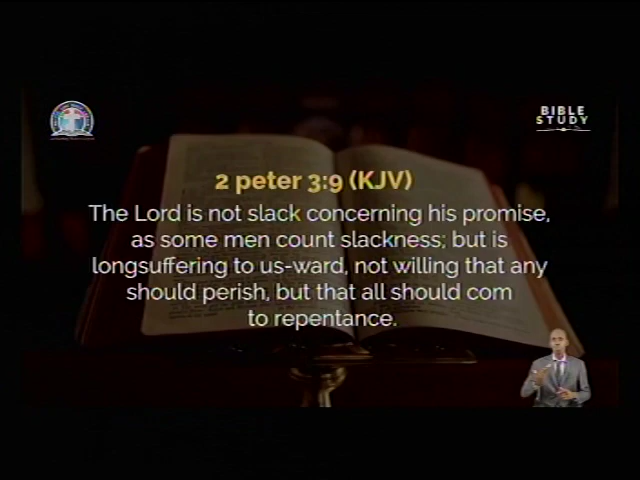 BIBLE
STUDY
2 peter 3:9 (KJV)
The Lord is not slack concerning his promise,
as some men count slackness; but is
longsuffering to us-ward, not willing that any
should perish, but that all should com
to repentance.